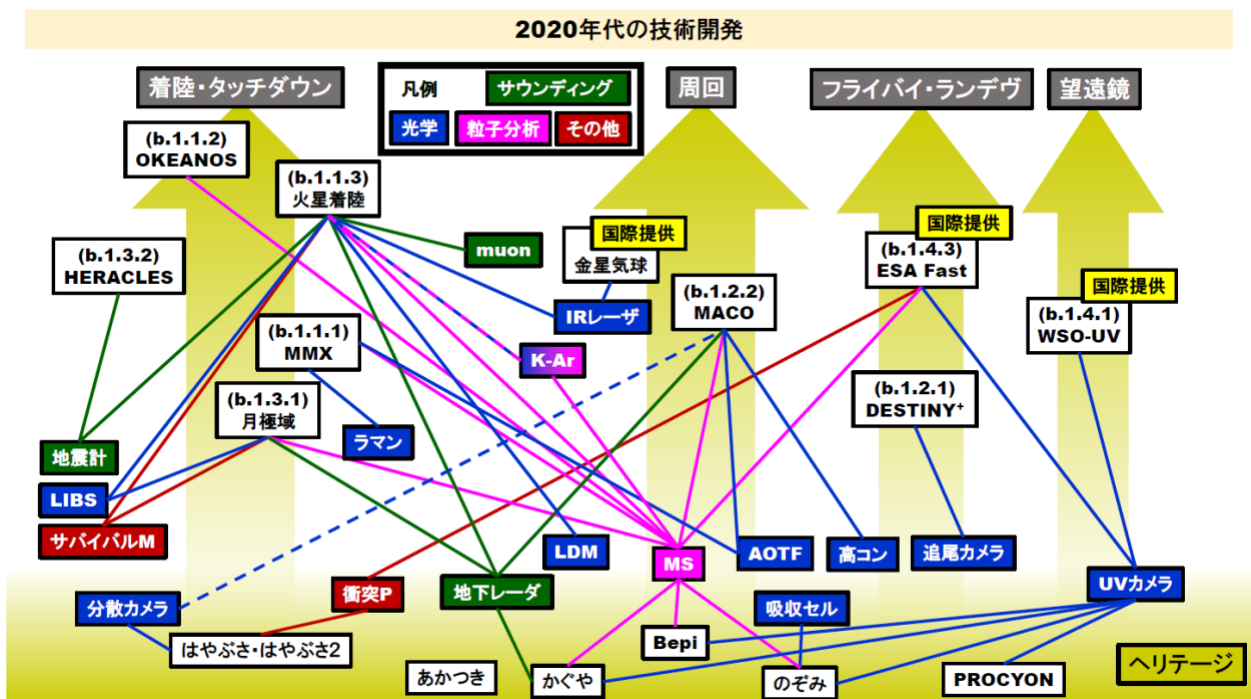 2020年代の技術開発
着陸・タッチダウン
凡例
サウンディング
光学
粒子分析
その他
周回
フライバイ・ランデヴ
望遠鏡
(b.1.1.2)
OKEANOS
(b.1.1.3)
火星着陸
国際提供
金星気球
国際提供
(b.1.4.3)
ESA Fast
(b.1.3.2)
HERACLES
muon
(b.1.2.2)
MACO
国際提供
(b.1.4.1)
WSO-UV
(b.1.1.1)
MMX
IRレーザ
K-Ar
(b.1.3.1)
月極域
(b.1.2.1)
DESTINY⁺
地震計
ラマン
LIBS
サバイバルM
LDM
MS
AOTF
高コン
追尾カメラ
分散カメラ
衝突P
地下レーダ
吸収セル
UVカメラ
はやぶさ・はやぶさ2
Bepi
あかつき
かぐや
のぞみ
PROCYON
ヘリテージ